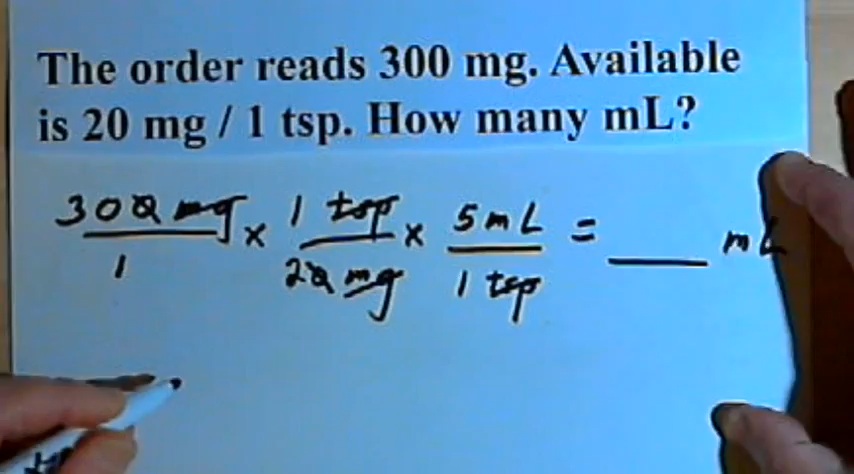 The order reads 300 mg. Available
is 20 mg / 1 tsp. How many mL?
300 mg / 1 x 1 tsp / 20 mg x 5 mL / 1 tsp = ___ mL